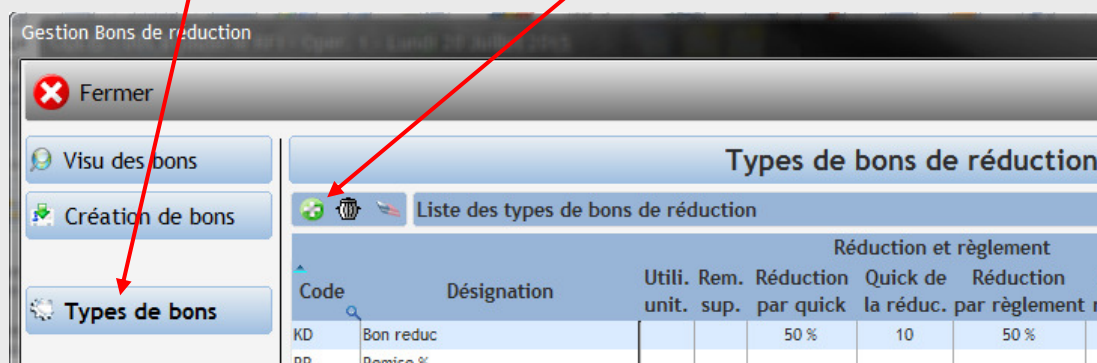 Gestion Bons de réduction
Fermer
Visu des bons
Création de bons
Types de bons
Types de bons de réduction
Liste des types de bons de réduction
Réduction et règlement
Code Désignation Utili. unit. Rem. sup. Réduction par quick Quick de la réduc. Réduction par règlement
KD Bon reduc 50 % 10 50 %
Remise %